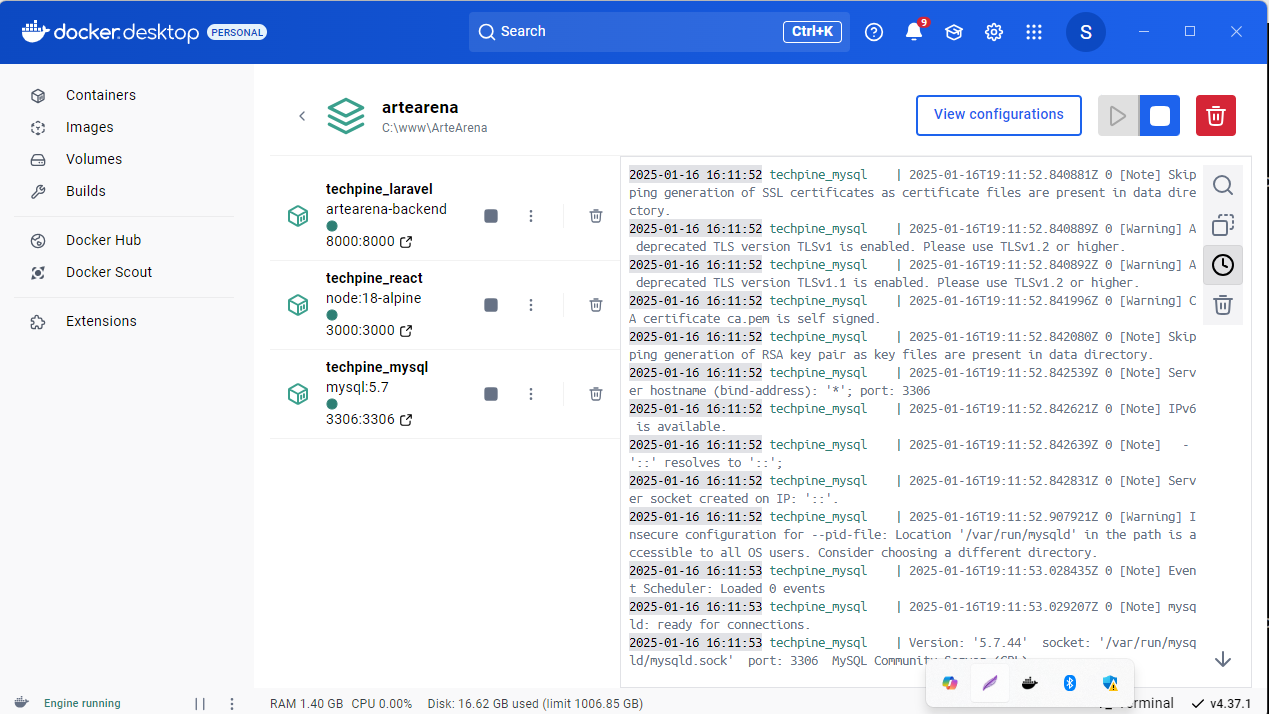 docker.desktop PERSONAL
Search
Ctrl+K
9
S
Containers
Images
Volumes
Builds
Docker Hub
Docker Scout
Extensions
artearena
C:\www\ArteArena
View configurations
techpine_laravel
artearena-backend
8000:8000
techpine_react
node:18-alpine
3000:3000
techpine_mysql
mysql:5.7
3306:3306
2025-01-16 16:11:52 techpine_mysql    | 2025-01-16T19:11:52.840881Z 0 [Note] Skip
ping generation of SSL certificates as certificate files are present in data dire
ctory.
2025-01-16 16:11:52 techpine_mysql    | 2025-01-16T19:11:52.840889Z 0 [Warning] A
 deprecated TLS version TLSv1 is enabled. Please use TLSv1.2 or higher.
2025-01-16 16:11:52 techpine_mysql    | 2025-01-16T19:11:52.840892Z 0 [Warning] A
 deprecated TLS version TLSv1.1 is enabled. Please use TLSv1.2 or higher.
2025-01-16 16:11:52 techpine_mysql    | 2025-01-16T19:11:52.841996Z 0 [Warning] C
A certificate ca.pem is self signed.
2025-01-16 16:11:52 techpine_mysql    | 2025-01-16T19:11:52.842080Z 0 [Note] Skip
ping generation of RSA key pair as key files are present in data directory.
2025-01-16 16:11:52 techpine_mysql    | 2025-01-16T19:11:52.842539Z 0 [Note] Serv
er hostname (bind-address): '*'; port: 3306
2025-01-16 16:11:52 techpine_mysql    | 2025-01-16T19:11:52.842621Z 0 [Note] IPv6
 is available.
2025-01-16 16:11:52 techpine_mysql    | 2025-01-16T19:11:52.842639Z 0 [Note]   -
'::' resolves to '::';
2025-01-16 16:11:52 techpine_mysql    | 2025-01-16T19:11:52.842831Z 0 [Note] Serv
er socket created on IP: '::'.
2025-01-16 16:11:52 techpine_mysql    | 2025-01-16T19:11:52.907921Z 0 [Warning] I
nsecure configuration for --pid-file: Location '/var/run/mysqld' in the path is a
ccessible to all OS users. Consider choosing a different directory.
2025-01-16 16:11:53 techpine_mysql    | 2025-01-16T19:11:53.028435Z 0 [Note] Even
t Scheduler: Loaded 0 events
2025-01-16 16:11:53 techpine_mysql    | 2025-01-16T19:11:53.029207Z 0 [Note] mysq
ld: ready for connections.
2025-01-16 16:11:53 techpine_mysql    | Version: '5.7.44'  socket: '/var/run/mysq
ld/mysqld.sock'  port: 3306  MySQL Community Server (GPL)
Engine running
RAM 1.40 GB CPU 0.00% Disk: 16.62 GB used (limit 1006.85 GB)
v4.37.1